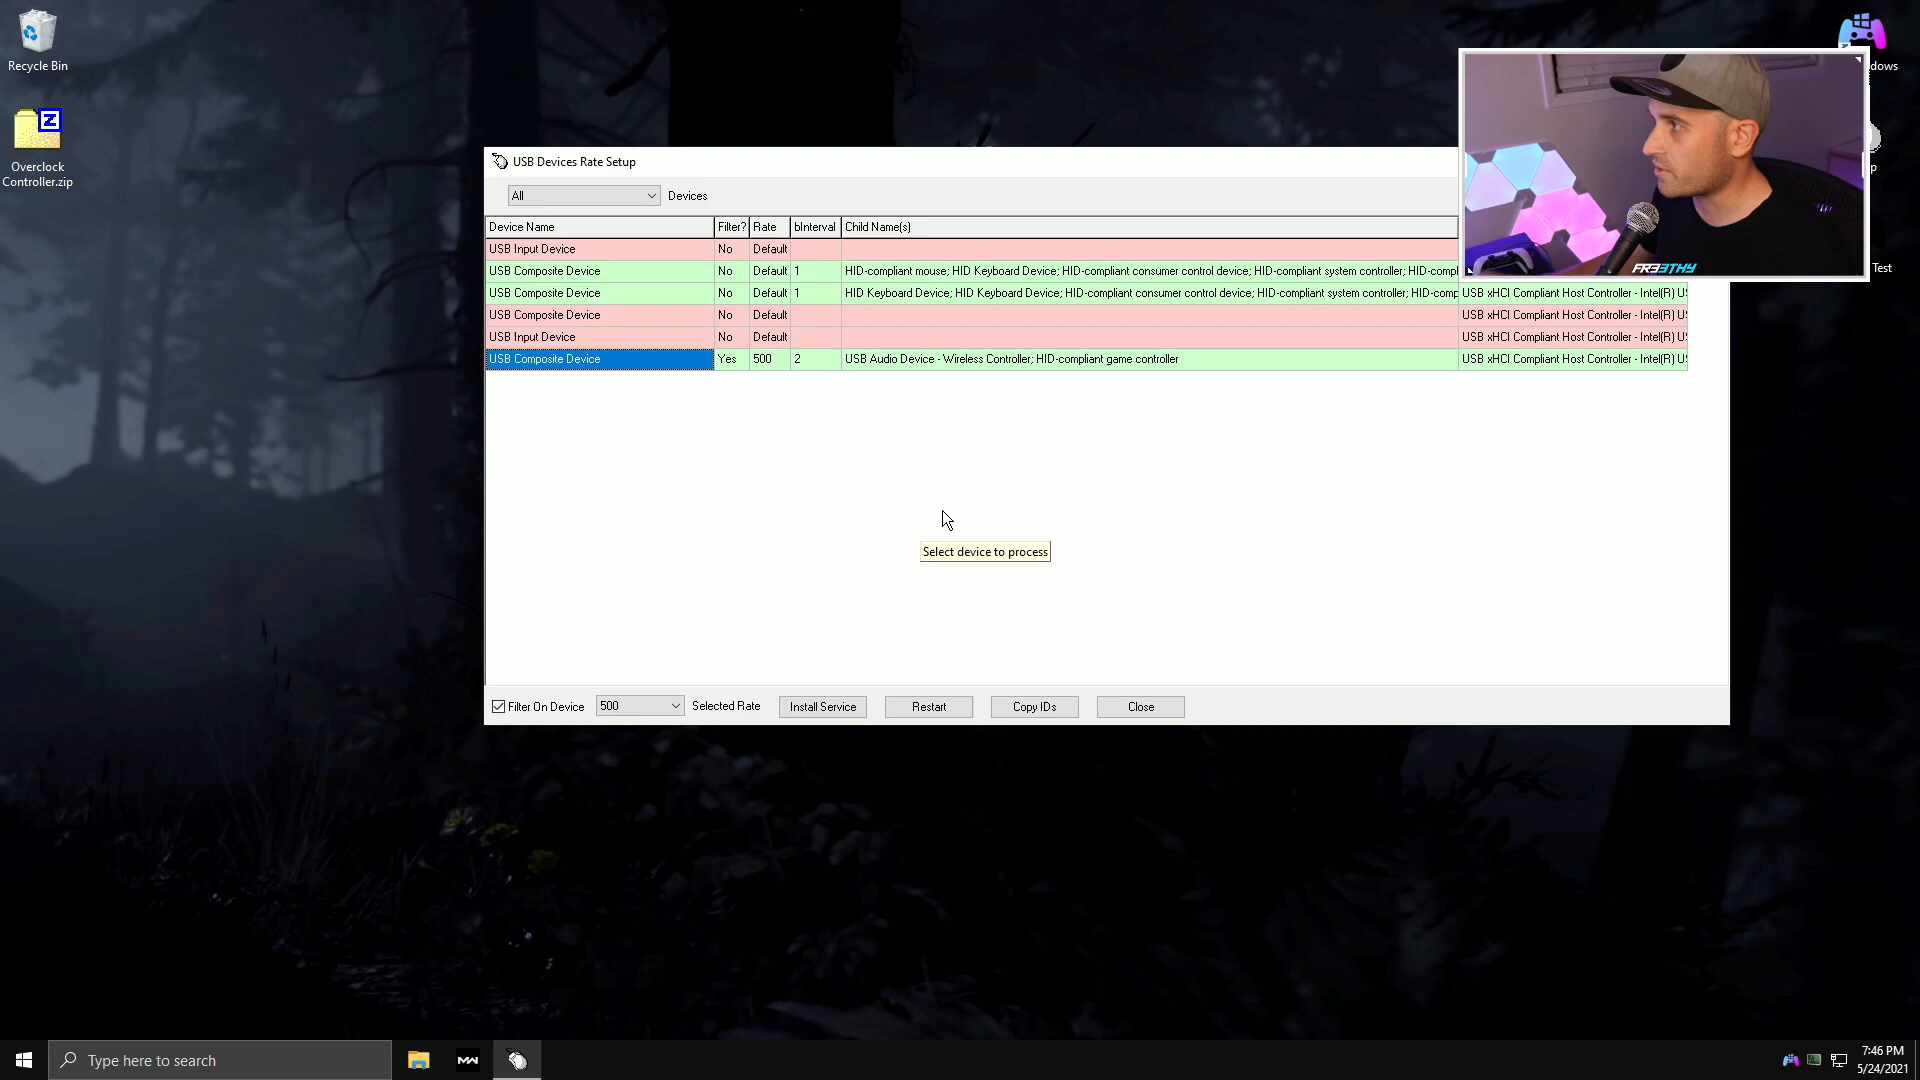 Recycle Bin
dows
Overclock
Controller.zip
p
Test
FR33THY
USB Devices Rate Setup
All
Devices
Device Name Filter? Rate bInterval Child Name(s)
USB Input Device No Default
USB Composite Device No Default 1 HID-compliant mouse; HID Keyboard Device; HID-compliant consumer control device; HID-compliant system controller; HID-compl
USB Composite Device No Default 1 HID Keyboard Device; HID Keyboard Device; HID-compliant consumer control device; HID-compliant system controller; HID-comp USB xHCI Compliant Host Controller - Intel(R) U
USB Composite Device No Default USB xHCI Compliant Host Controller - Intel(R) U
USB Input Device No Default USB xHCI Compliant Host Controller - Intel(R) U
USB Composite Device Yes 500 2 USB Audio Device - Wireless Controller; HID-compliant game controller USB xHCI Compliant Host Controller - Intel(R) U
Select device to process
Filter On Device 500 Selected Rate Install Service Restart Copy IDs Close
Type here to search
MW
7:46 PM
5/24/2021